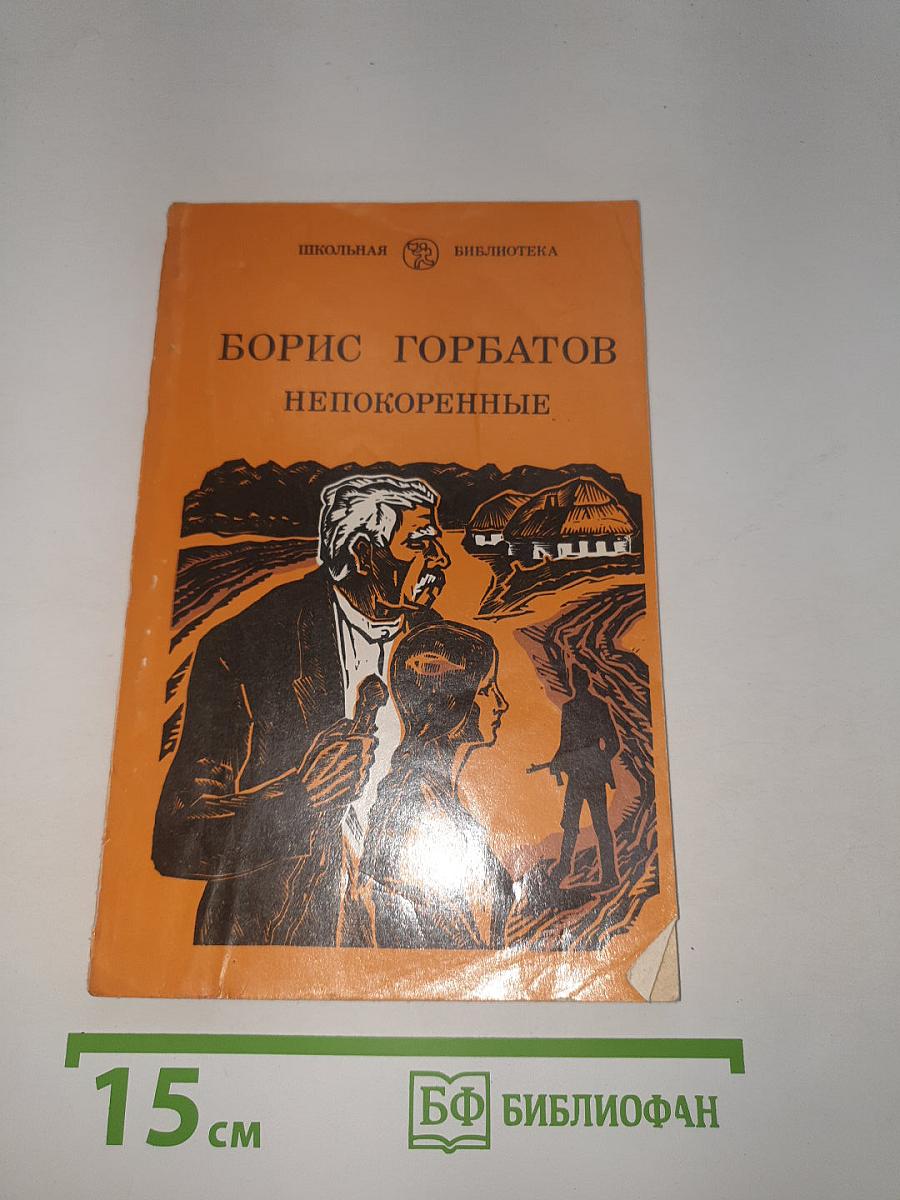 ШКОЛЬНАЯ БИБЛИОТЕКА
БОРИС ГОРБАТОВ
НЕПОКОРЕННЫЕ
15 см
БФ БИБЛИОФАН